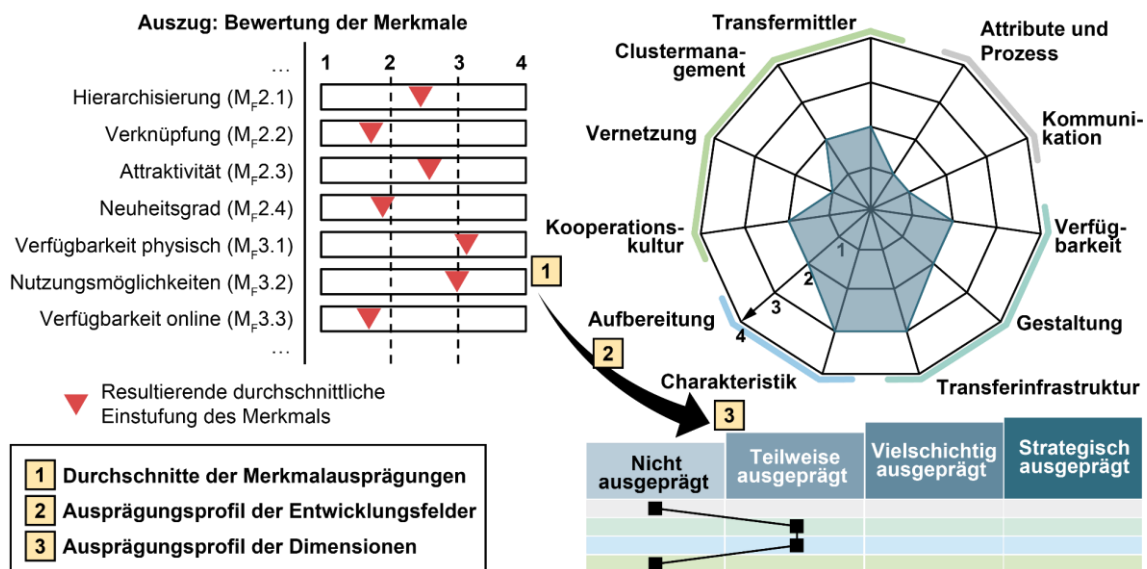 Auszug: Bewertung der Merkmale
...
1 2 3 4
Hierarchisierung (MF2.1)
Verknüpfung (MF2.2)
Attraktivität (MF2.3)
Neuheitsgrad (MF2.4)
Verfügbarkeit physisch (MF3.1)
Nutzungsmöglichkeiten (MF3.2)
Verfügbarkeit online (MF3.3)
...
Resultierende durchschnittliche
Einstufung des Merkmals
1 Durchschnitte der Merkmalausprägungen
2 Ausprägungsprofil der Entwicklungsfelder
3 Ausprägungsprofil der Dimensionen
1
2
3
Transfermittler
Attribute und
Prozess
Kommuni-
kation
Verfüg-
barkeit
Gestaltung
Transferinfrastruktur
Charakteristik
Aufbereitung
Kooperations-
kultur
Vernetzung
Clustermana-
gement
1
2
3
4
Nicht
ausgeprägt
Teilweise
ausgeprägt
Vielschichtig
ausgeprägt
Strategisch
ausgeprägt